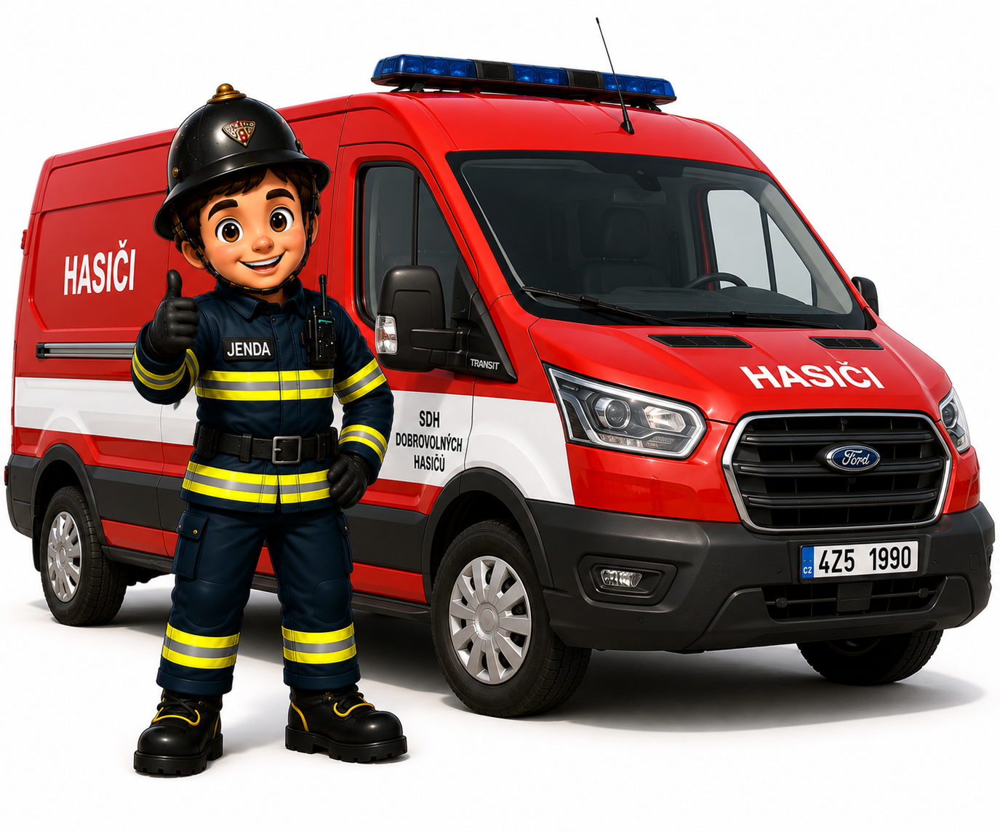 HASIČI
JENDA
TRANSIT
SDH
DOBROVOLNÝCH
HASIČŮ
HASIČI
Ford
CZ
4Z5 1990